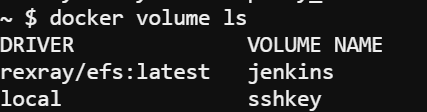 ~ $ docker volume ls
DRIVER              VOLUME NAME
rexray/efs:latest   jenkins
local               sshkey